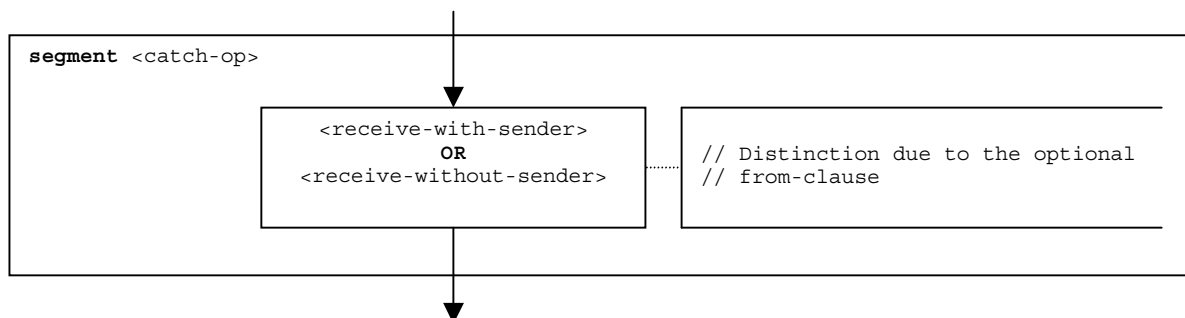 segment <catch-op>
<receive-with-sender>
OR
<receive-without-sender>
// Distinction due to the optional
// from-clause